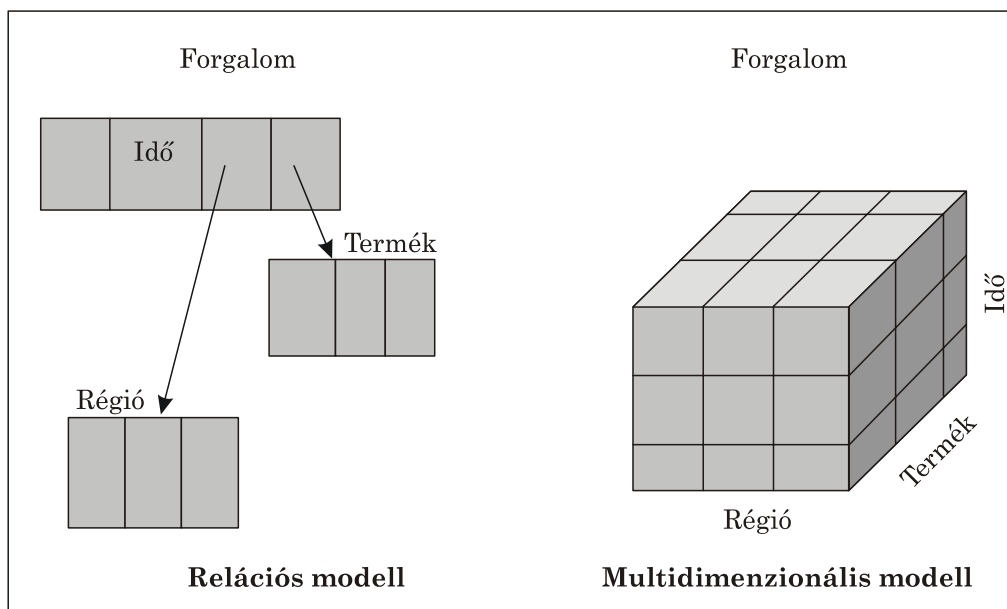 Forgalom
Idő
Termék
Régió
Relációs modell
Forgalom
Idő
Termék
Régió
Multidimenzionális modell